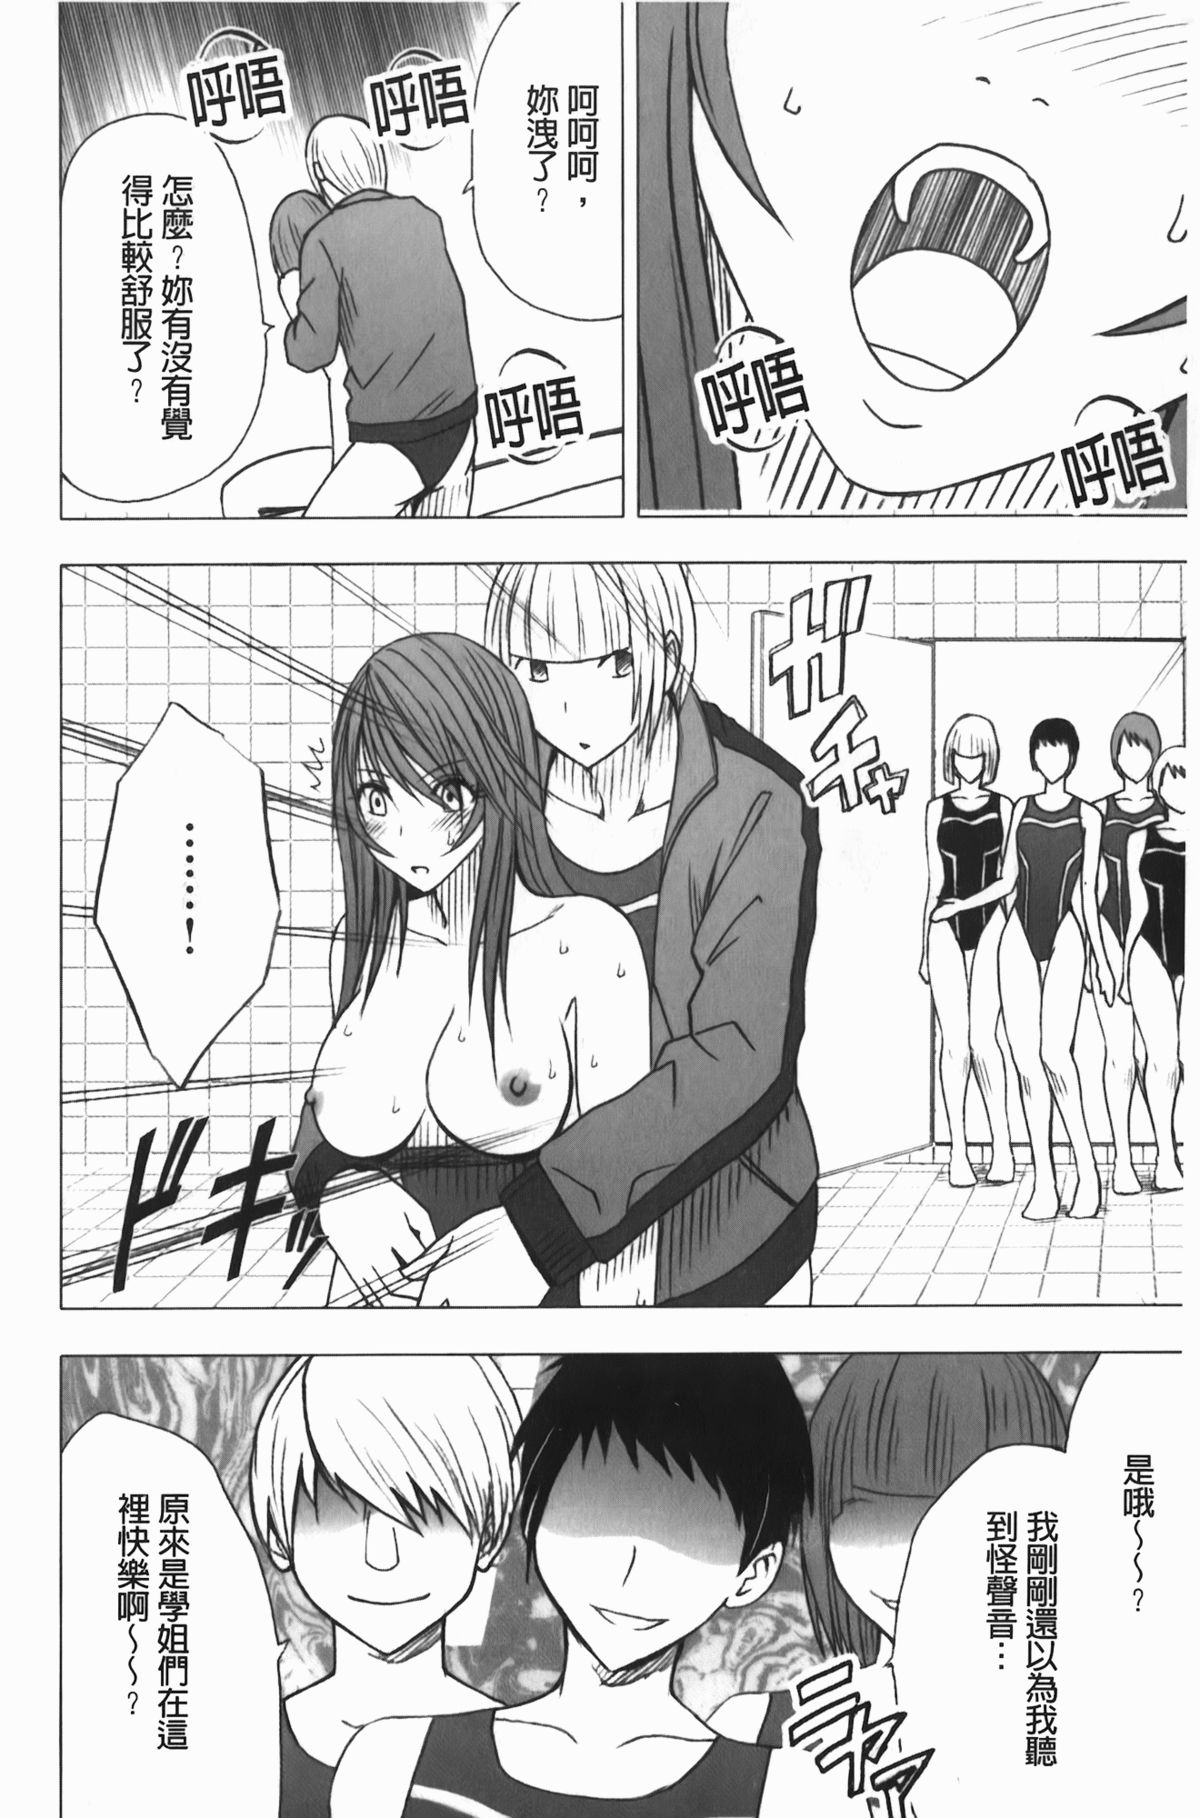 呼唔
呼唔
呵呵呵，
妳洩了？
呼唔
呼唔
呼唔
怎麼？妳有沒有覺
得比較舒服了？
ガチャ
………！
ドキッ
是哦～～？
我剛剛還以為我聽
到怪聲音…
原來是學姐們在這
裡快樂啊～～？
ニヤァ